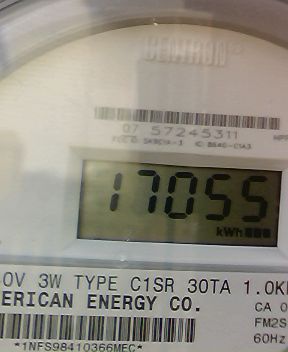 CENTRON®
07 57245311
17055
kWh
0V 3W TYPE C1SR 30TA 1.0K
ERICAN ENERGY CO.
CA 0
FM2S
60Hz
*1NFS98410366MEC*